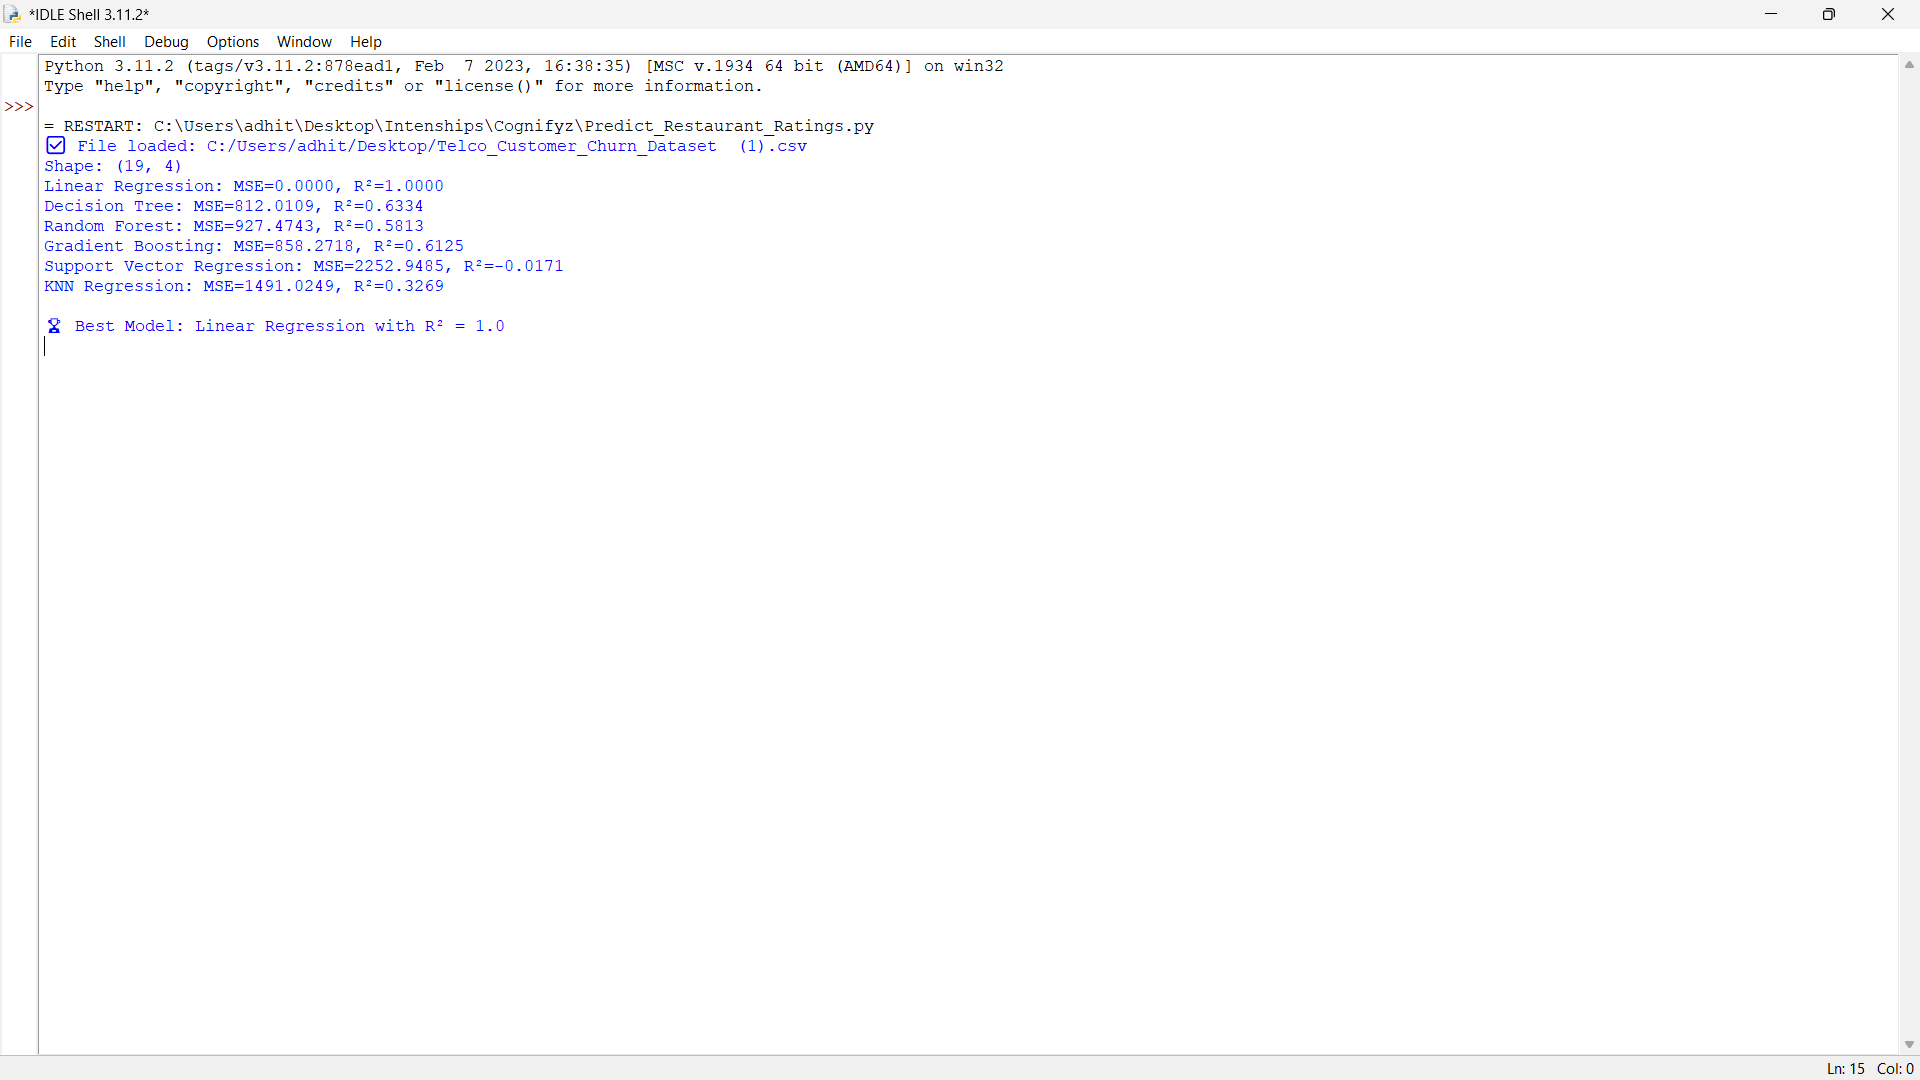 *IDLE Shell 3.11.2*
File Edit Shell Debug Options Window Help
Python 3.11.2 (tags/v3.11.2:878ead1, Feb  7 2023, 16:38:35) [MSC v.1934 64 bit (AMD64)] on win32
Type "help", "copyright", "credits" or "license()" for more information.
>>>
= RESTART: C:\Users\adhit\Desktop\Intenships\Cognifyz\Predict_Restaurant_Ratings.py
☑ File loaded: C:/Users/adhit/Desktop/Telco_Customer_Churn_Dataset  (1).csv
Shape: (19, 4)
Linear Regression: MSE=0.0000, R²=1.0000
Decision Tree: MSE=812.0109, R²=0.6334
Random Forest: MSE=927.4743, R²=0.5813
Gradient Boosting: MSE=858.2718, R²=0.6125
Support Vector Regression: MSE=2252.9485, R²=-0.0171
KNN Regression: MSE=1491.0249, R²=0.3269
🏆 Best Model: Linear Regression with R² = 1.0
Ln: 15 Col: 0